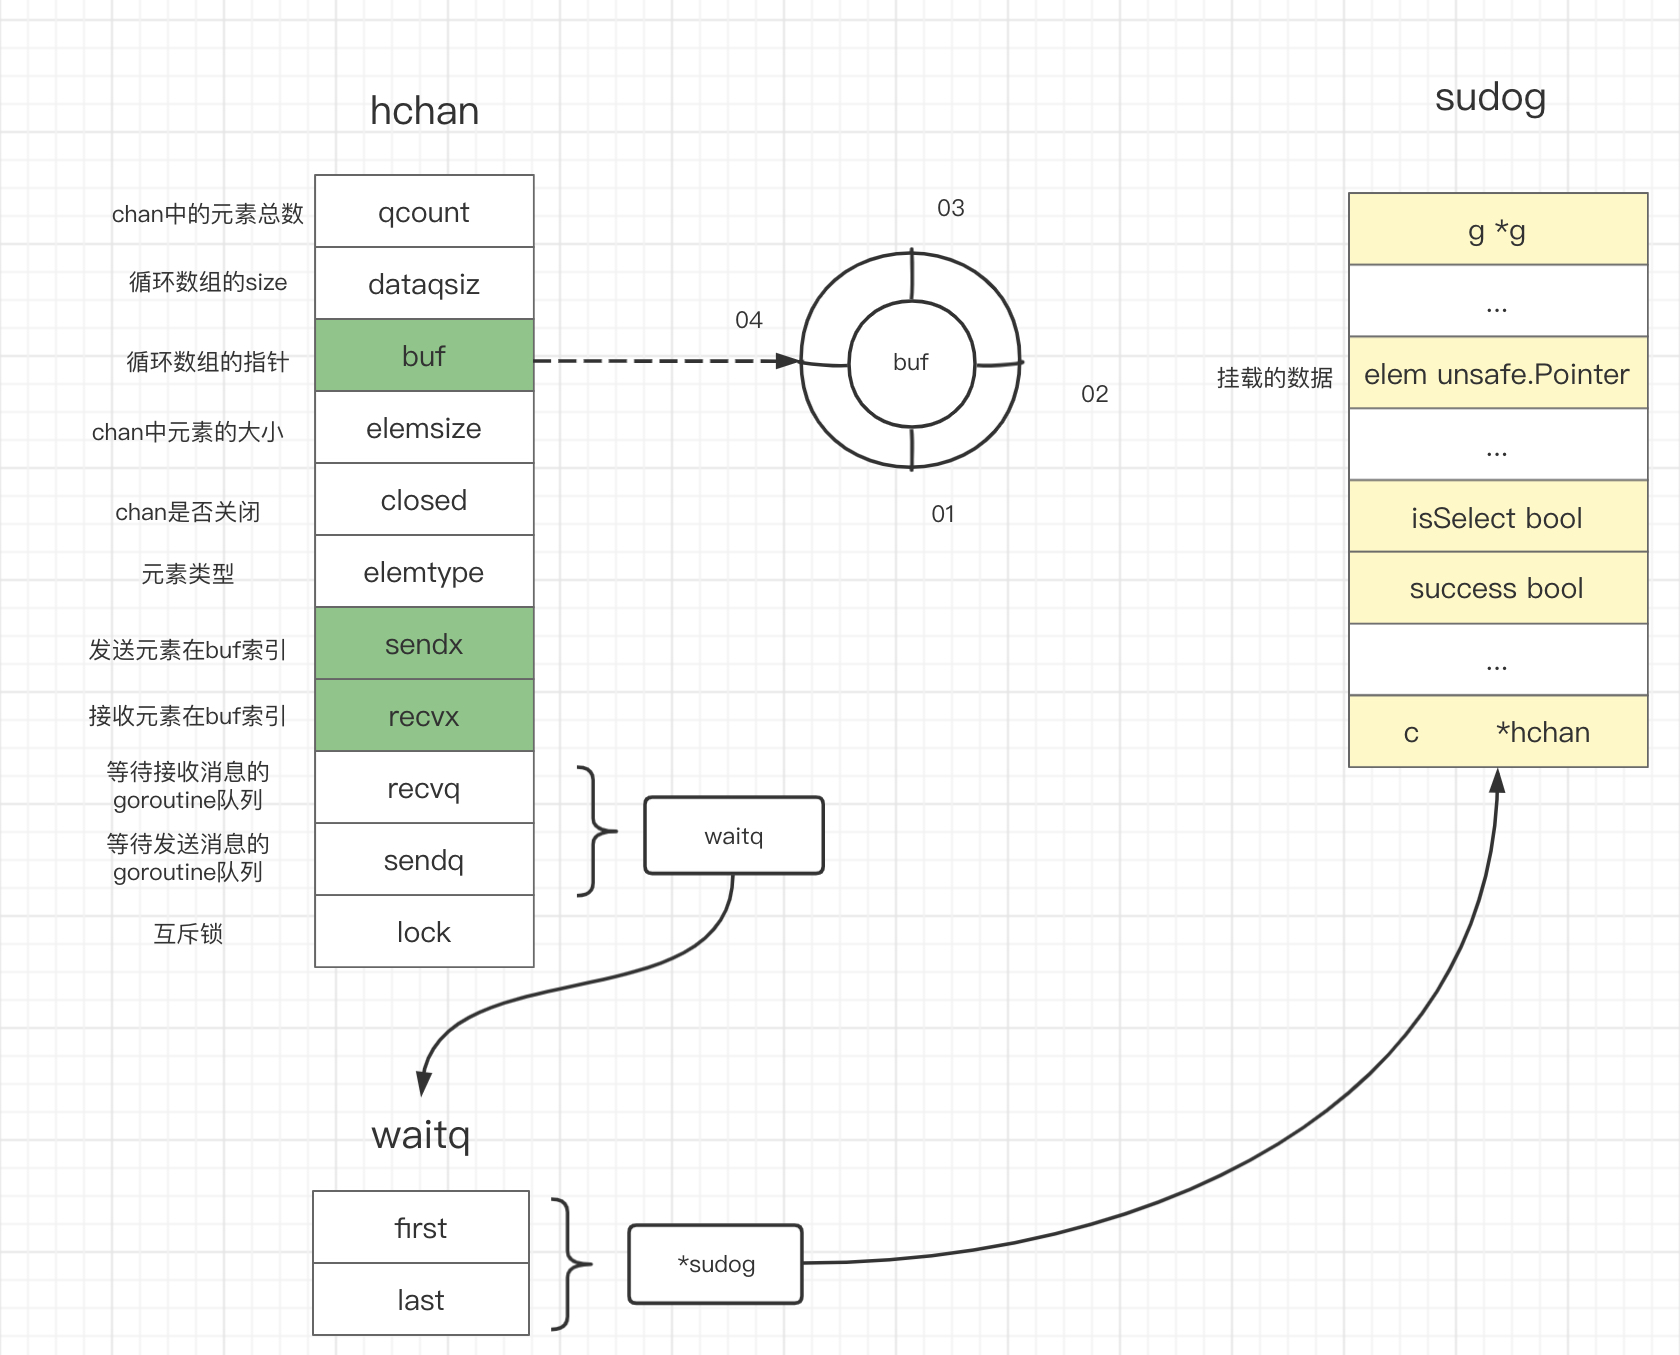 hchan
sudog
chan中的元素总数
qcount
循环数组的size
dataqsiz
循环数组的指针
buf
chan中元素的大小
elemsize
chan是否关闭
closed
元素类型
elemtype
发送元素在buf索引
sendx
接收元素在buf索引
recvx
等待接收消息的
goroutine队列
recvq
等待发送消息的
goroutine队列
sendq
互斥锁
lock
03
04
buf
02
01
g *g
...
挂载的数据
elem unsafe.Pointer
...
isSelect bool
success bool
...
c *hchan
waitq
waitq
first
last
*sudog